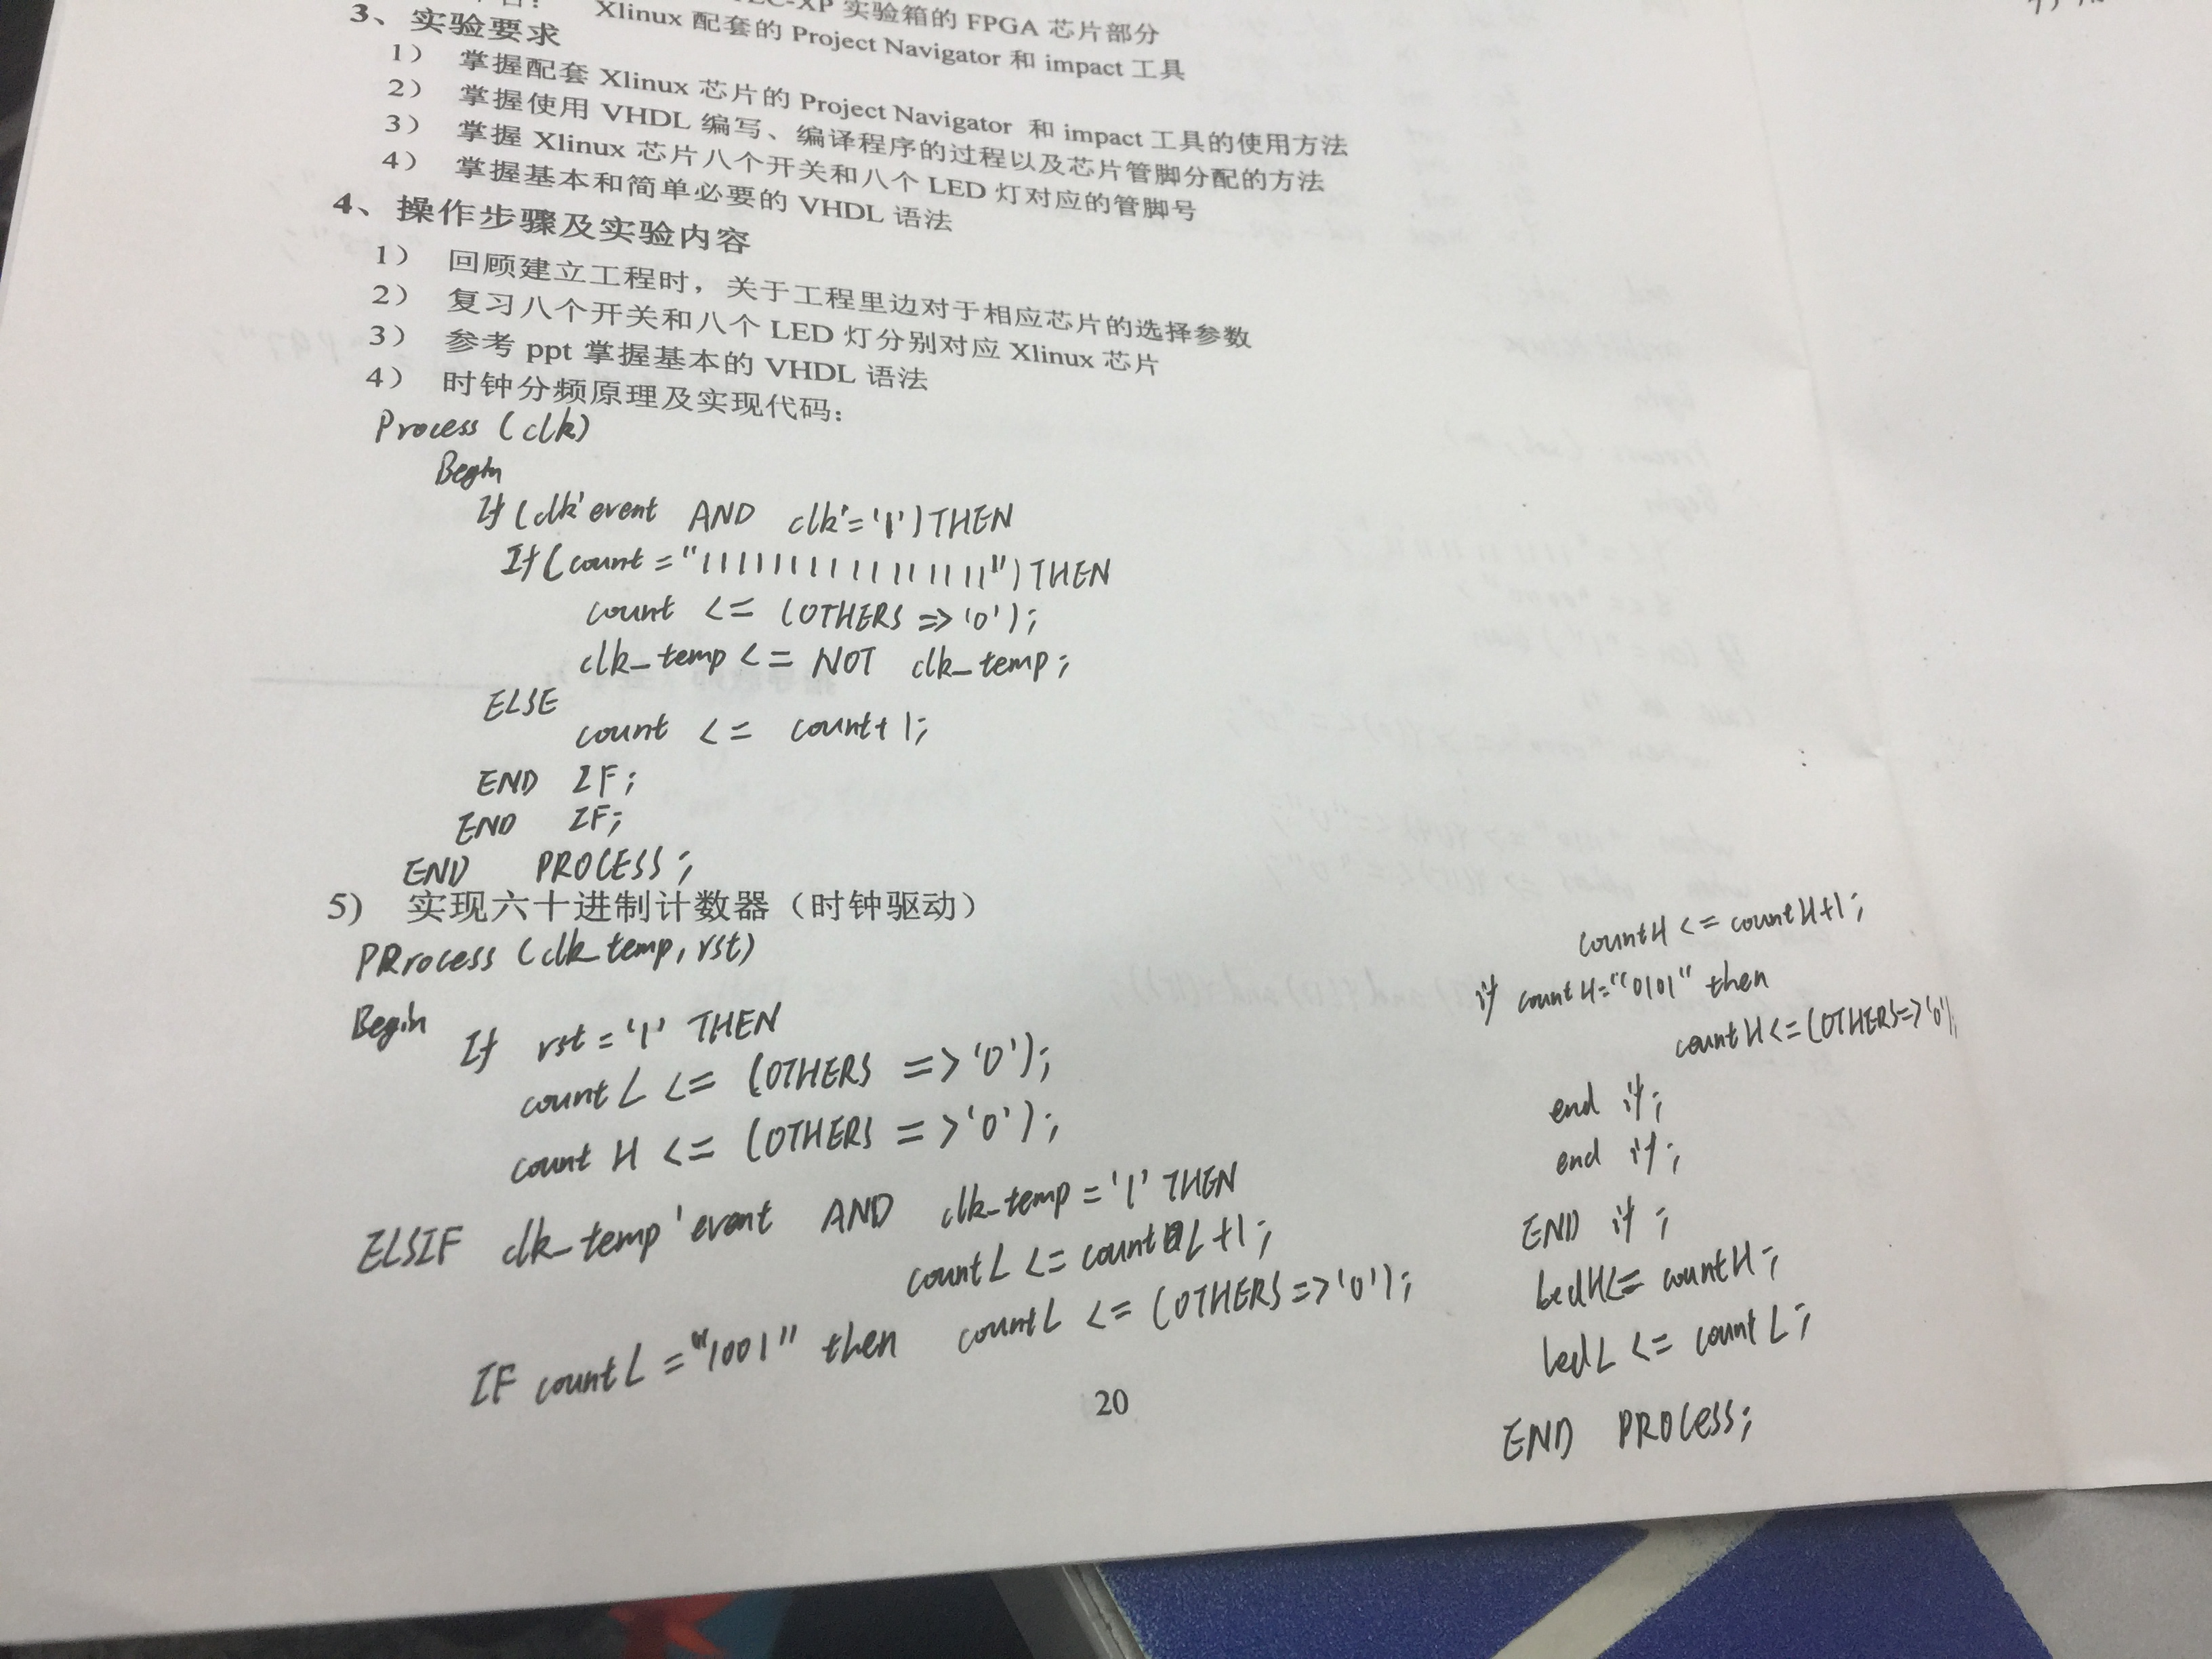 TEC-XP 实验箱的 FPGA 芯片部分
Xlinux 配套的 Project Navigator 和 impact 工具
3、实验要求
1) 掌握配套 Xlinux 芯片的 Project Navigator 和 impact 工具的使用方法
2) 掌握使用 VHDL 编写、编译程序的过程以及芯片管脚分配的方法
3) 掌握 Xlinux 芯片八个开关和八个 LED 灯对应的管脚号
4) 掌握基本和简单必要的 VHDL 语法
4、操作步骤及实验内容
1) 回顾建立工程时，关于工程里边对于相应芯片的选择参数
2) 复习八个开关和八个 LED 灯分别对应 Xlinux 芯片
3) 参考 ppt 掌握基本的 VHDL 语法
4) 时钟分频原理及实现代码：
Process (clk)
Begin
If (clk'event AND clk'='1') THEN
If (count = "11111111111111111") THEN
count <= (OTHERS => '0');
clk_temp <= NOT clk_temp;
ELSE
count <= count+1;
END IF;
END IF;
END PROCESS;
5) 实现六十进制计数器（时钟驱动）
PRrocess (clk_temp, rst)
Begin
If rst = '1' THEN
countL <= (OTHERS => '0');
countH <= (OTHERS => '0');
ELSIF clk_temp'event AND clk_temp = '1' THEN
countL <= countL+1;
IF countL = "1001" then countL <= (OTHERS => '0');
countH <= countH+1;
if countH = "0101" then
countH <= (OTHERS => '0')
end if;
end if;
END if;
ledH <= countH;
ledL <= countL;
END PROCESS;
20